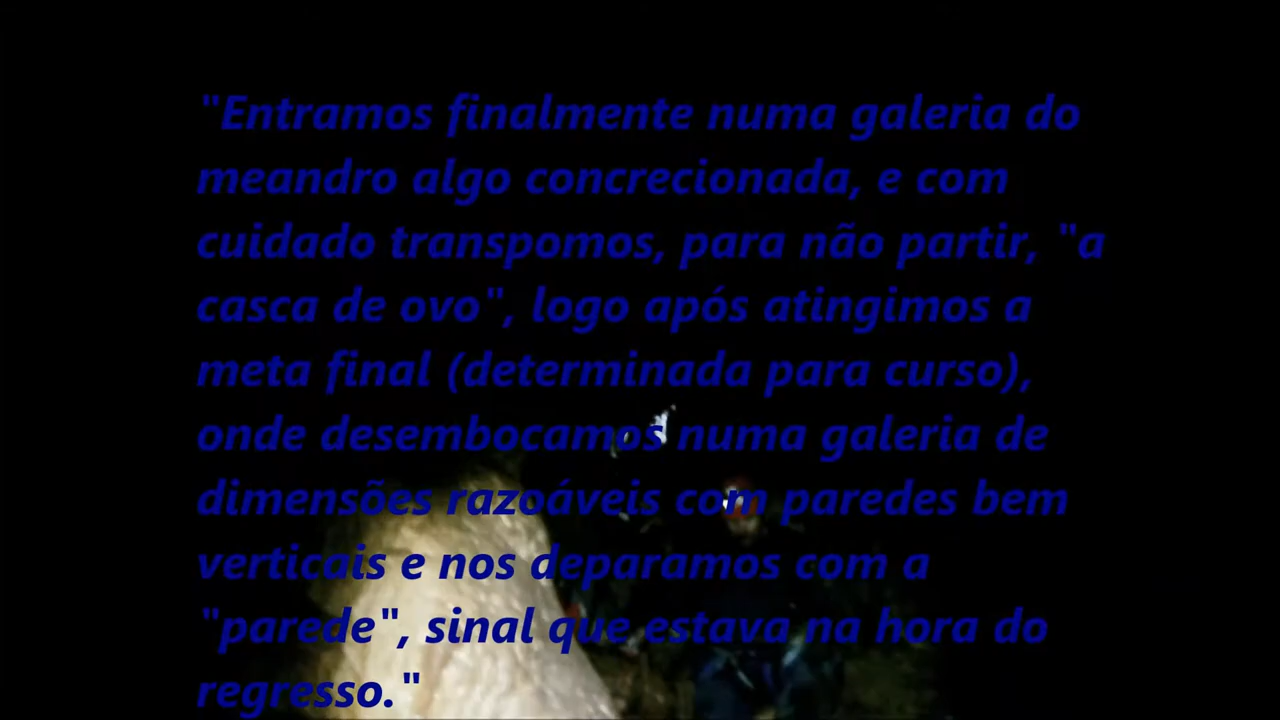 "Entramos finalmente numa galeria do
meandro algo concrecionada, e com
cuidado transpomos, para não partir, "a
casca de ovo", logo após atingimos a
meta final (determinada para curso),
onde desembocamos numa galeria de
dimensões razoáveis com paredes bem
verticais e nos deparamos com a
"parede", sinal que estava na hora do
regresso."